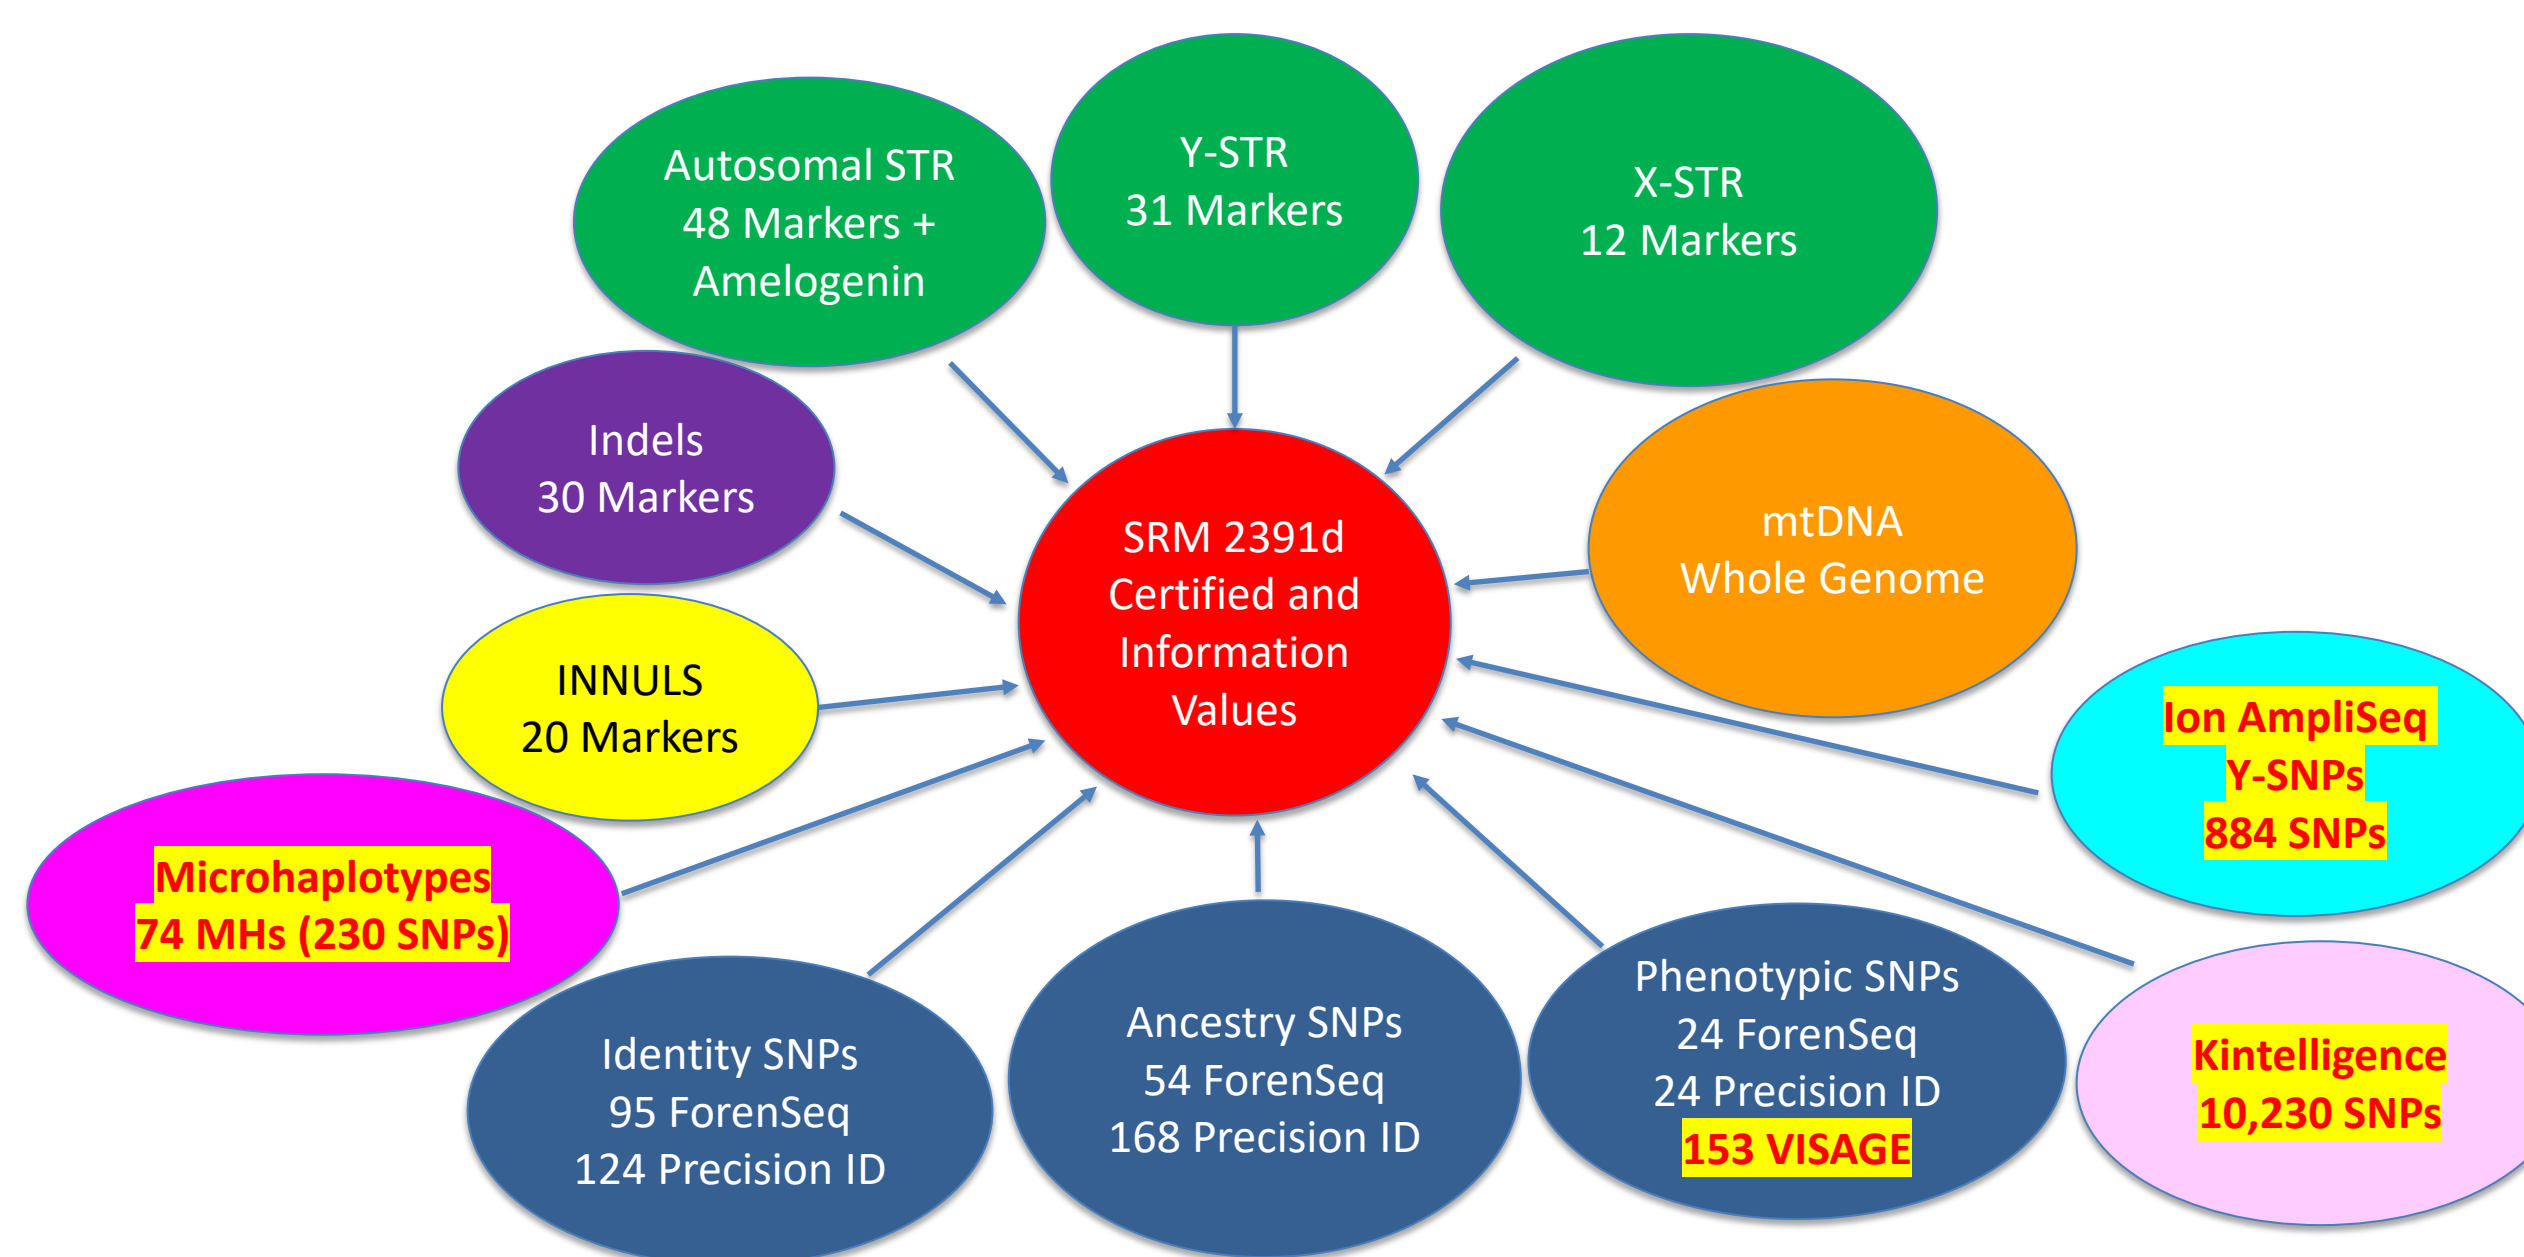 Autosomal STR
48 Markers +
Amelogenin
Y-STR
31 Markers
X-STR
12 Markers
Indels
30 Markers
SRM 2391d
Certified and
Information
Values
mtDNA
Whole Genome
INNULS
20 Markers
Ion AmpliSeq
Y-SNPs
884 SNPs
Microhaplotypes
74 MHs (230 SNPs)
Identity SNPs
95 ForenSeq
124 Precision ID
Ancestry SNPs
54 ForenSeq
168 Precision ID
Phenotypic SNPs
24 ForenSeq
24 Precision ID
153 VISAGE
Kintelligence
10,230 SNPs